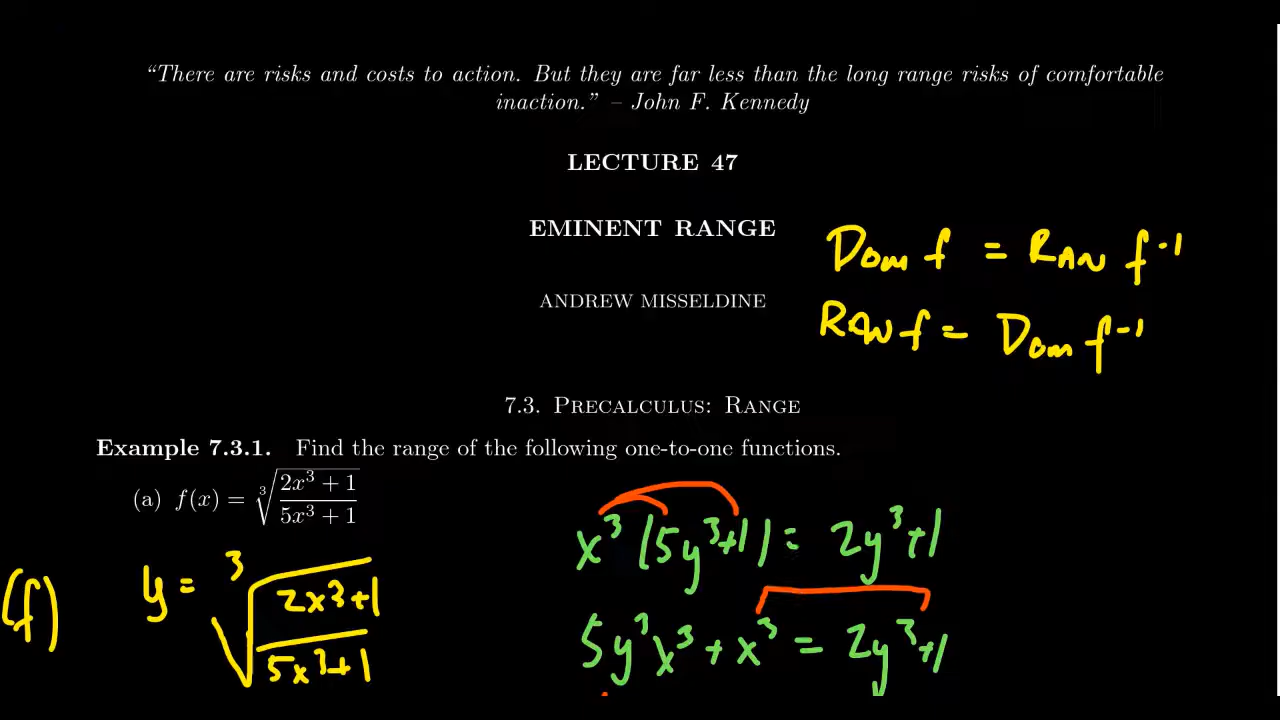 “There are risks and costs to action. But they are far less than the long range risks of comfortable
inaction.” – John F. Kennedy
LECTURE 47
EMINENT RANGE
ANDREW MISSELDINE
Dom f = Ran f⁻¹
Ran f = Dom f⁻¹
7.3. Precalculus: Range
Example 7.3.1. Find the range of the following one-to-one functions.
(a) f(x) = ∛((2x³ + 1)/(5x³ + 1))
(f)
y = ∛((2x³+1)/(5x³+1))
x³(5y³+1) = 2y³+1
5y³x³ + x³ = 2y³+1